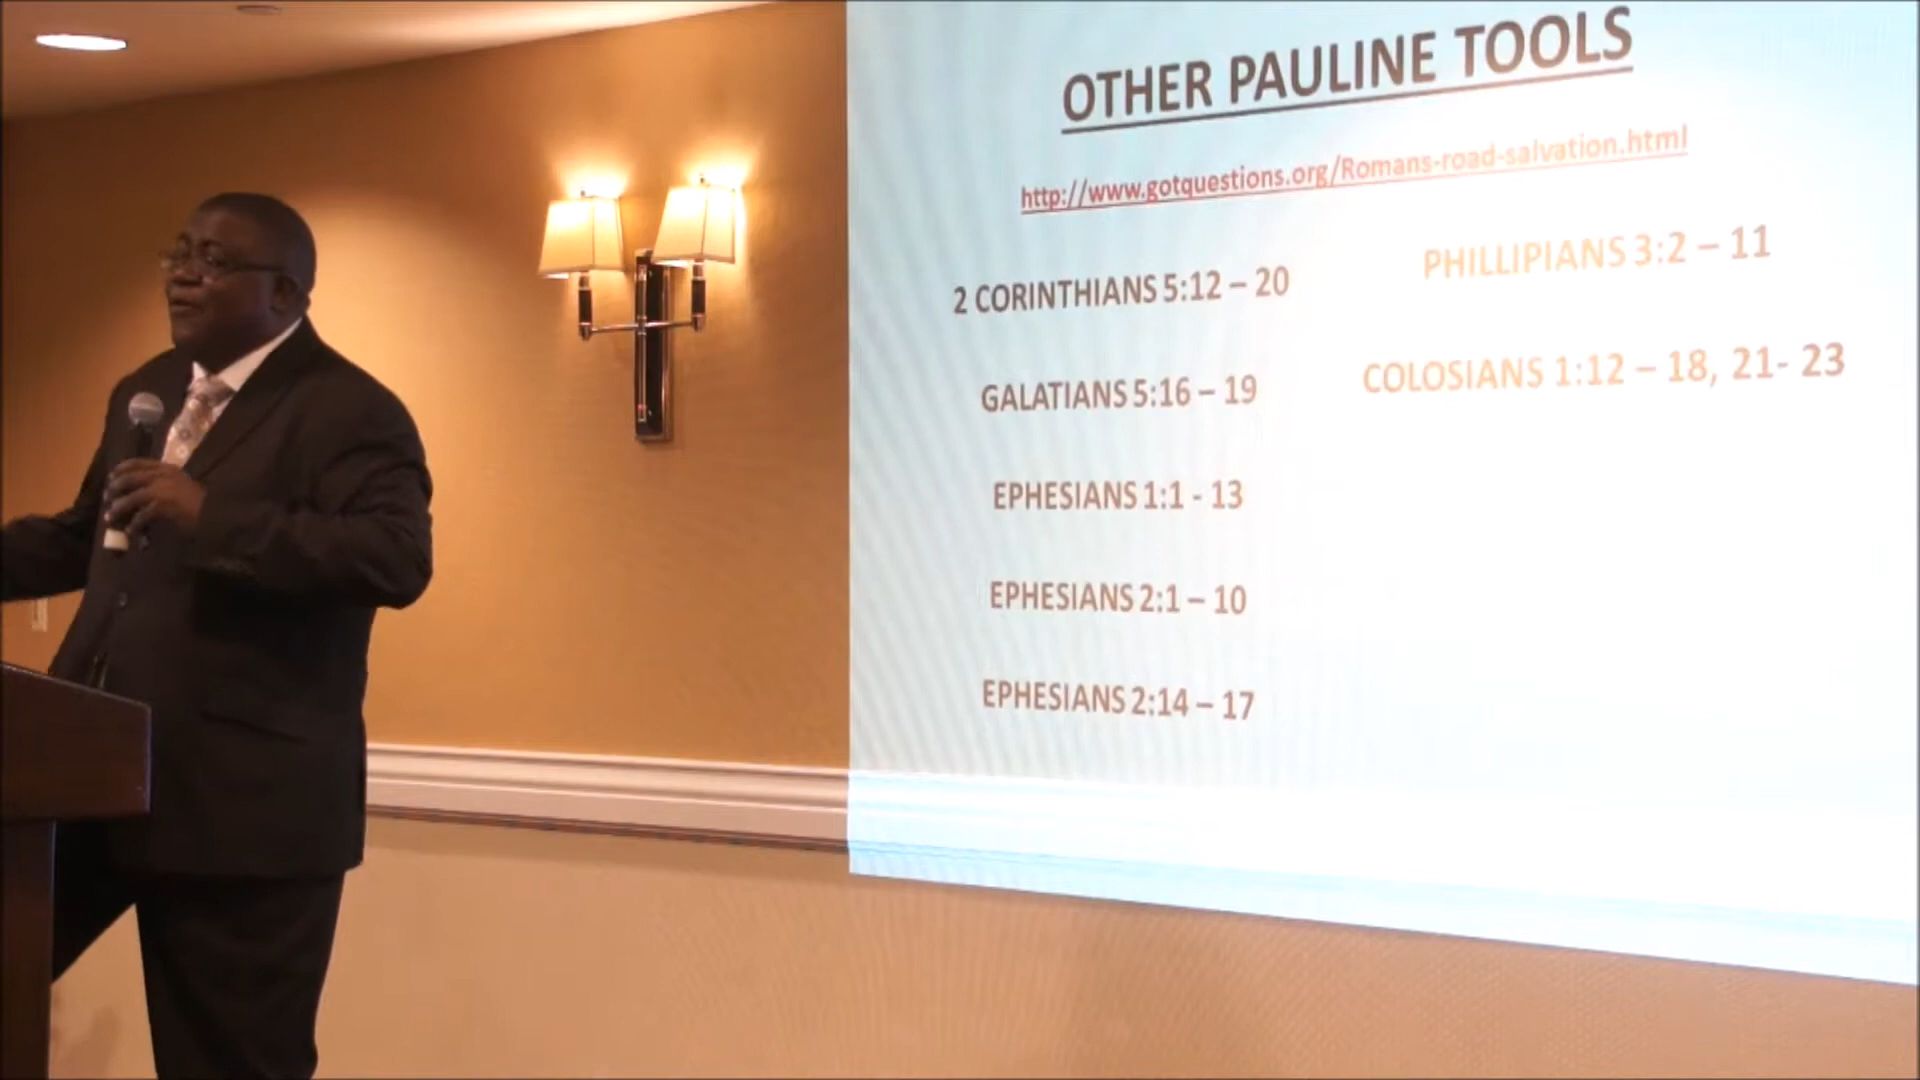 OTHER PAULINE TOOLS
http://www.gotquestions.org/Romans-road-salvation.html
2 CORINTHIANS 5:12 – 20
GALATIANS 5:16 – 19
EPHESIANS 1:1 - 13
EPHESIANS 2:1 – 10
EPHESIANS 2:14 – 17
PHILLIPIANS 3:2 – 11
COLOSIANS 1:12 – 18, 21- 23